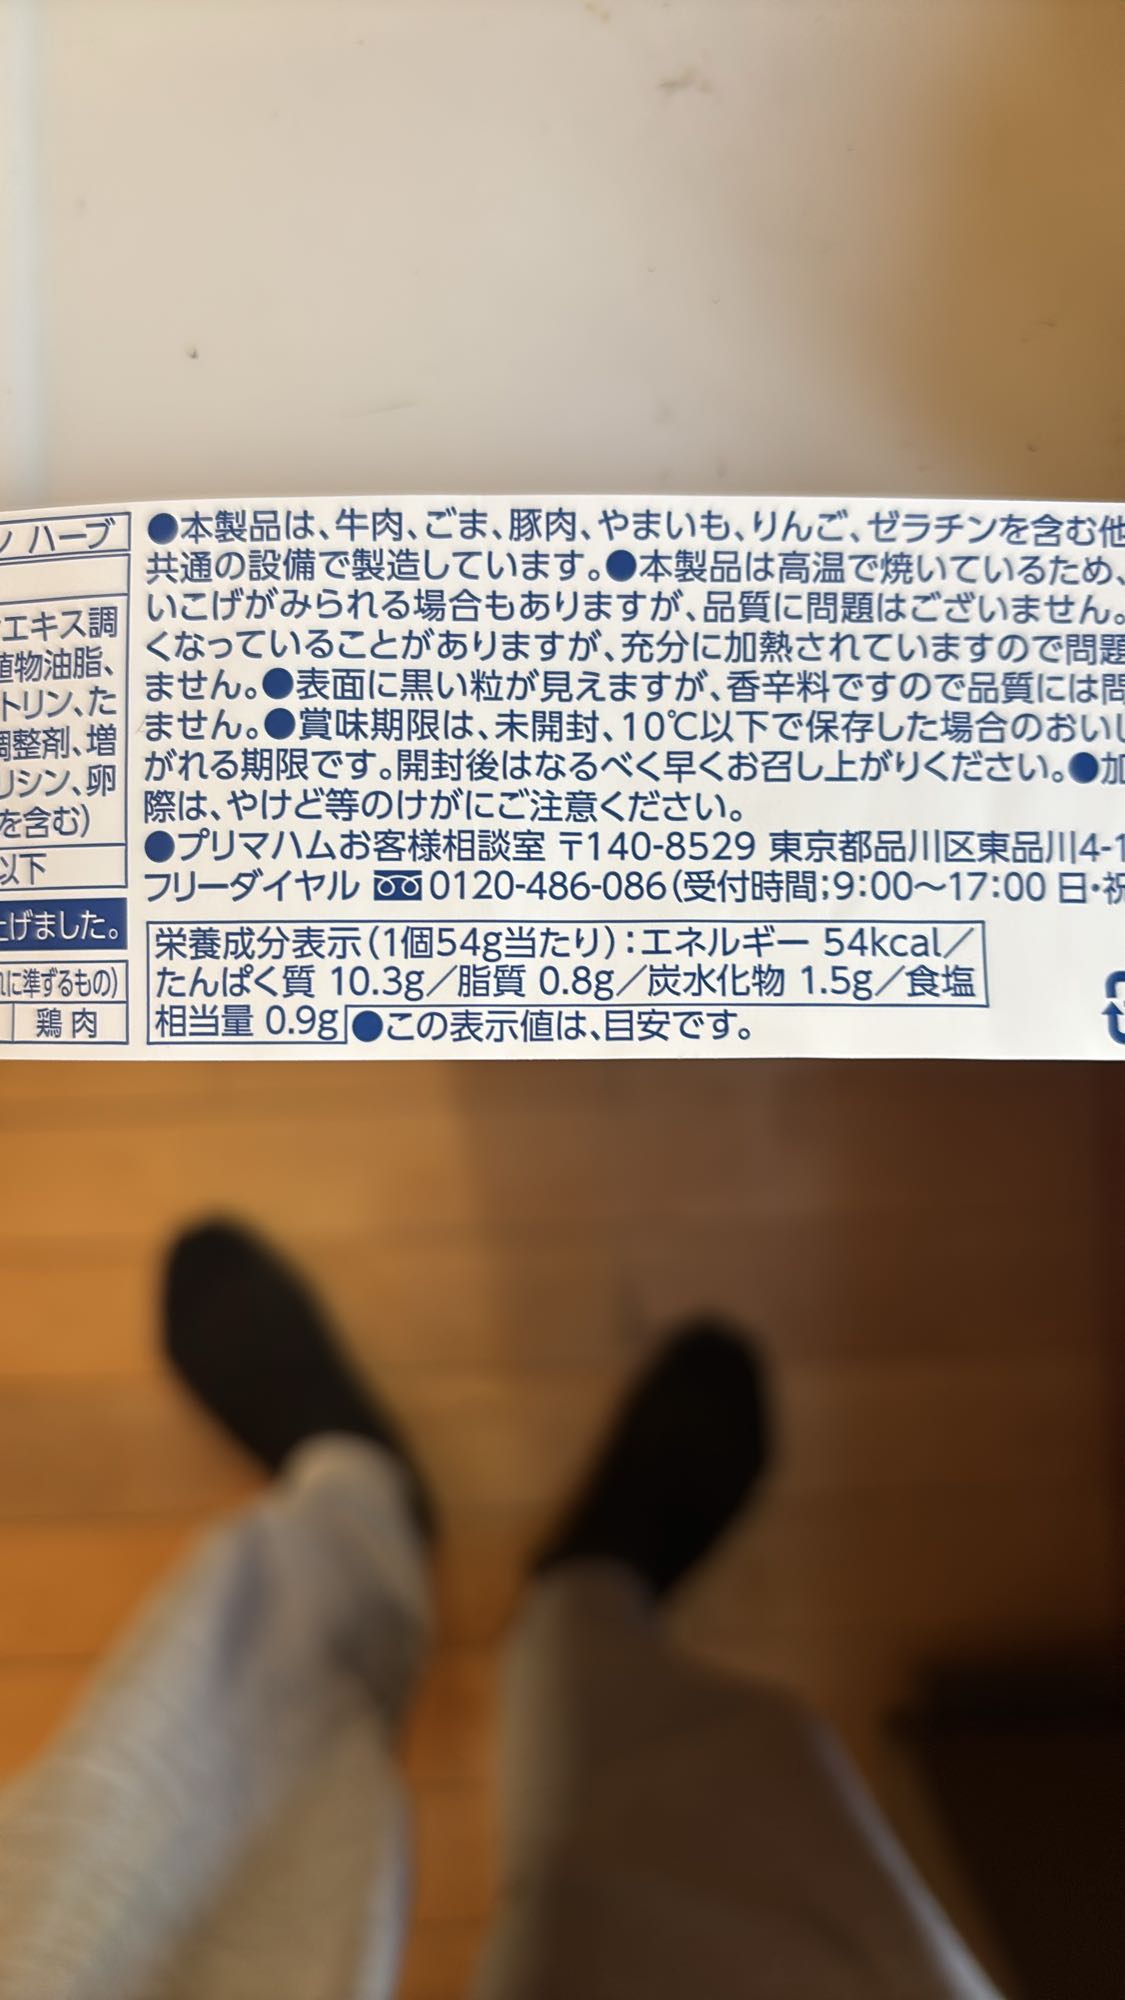 ハーブ
エキス調
植物油脂、
トリン、た
調整剤、増
リシン、卵
を含む)
以下
上げました。
れに準ずるもの)
鶏肉
●本製品は、牛肉、ごま、豚肉、やまいも、りんご、ゼラチンを含む他
共通の設備で製造しています。●本製品は高温で焼いているため、
いこげがみられる場合もありますが、品質に問題はございません。
くなっていることがありますが、充分に加熱されていますので問題
ません。●表面に黒い粒が見えますが、香辛料ですので品質には問
ません。●賞味期限は、未開封、10℃以下で保存した場合のおいし
がれる期限です。開封後はなるべく早くお召し上がりください。●加
際は、やけど等のけがにご注意ください。
●プリマハムお客様相談室 〒140-8529 東京都品川区東品川4-1
フリーダイヤル 0120-486-086(受付時間;9:00〜17:00 日・祝
栄養成分表示(1個54g当たり):エネルギー 54kcal/
たんぱく質 10.3g/脂質 0.8g/炭水化物 1.5g/食塩
相当量 0.9g ●この表示値は、目安です。